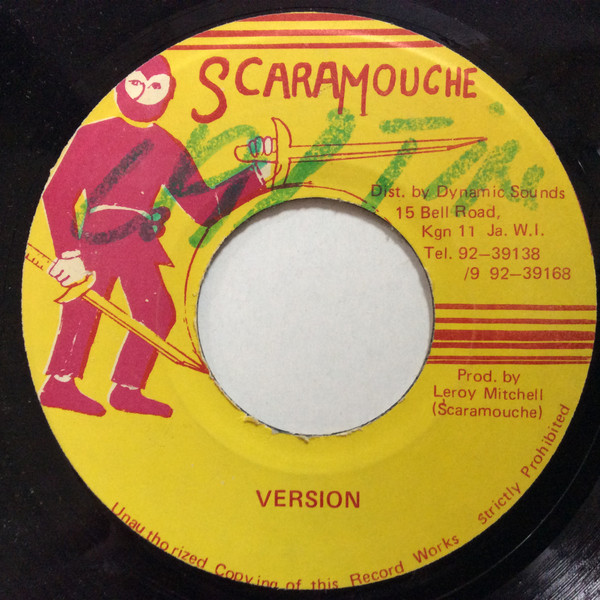 SCARAMOUCHE
Dist. by Dynamic Sounds
15 Bell Road,
Kgn 11 Ja. W.I.
Tel. 92—39138
/9 92—39168
Prod. by
Leroy Mitchell
(Scaramouche)
VERSION
Unauthorized Copying of this Record Works Strictly Prohibited